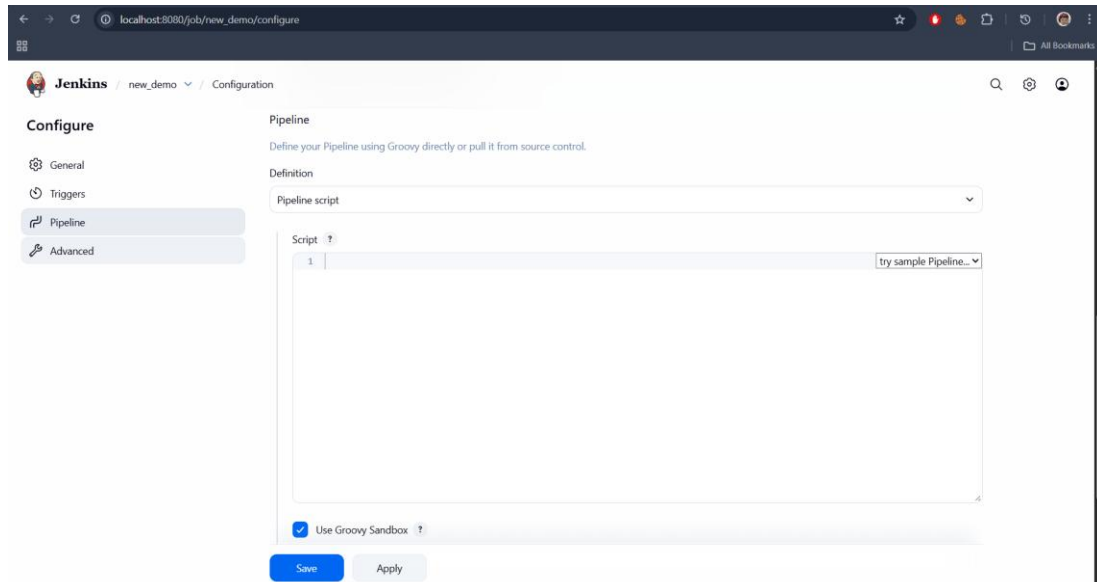 localhost:8080/job/new_demo/configure
All Bookmarks
Jenkins / new_demo / Configuration
Configure
General
Triggers
Pipeline
Advanced
Pipeline
Define your Pipeline using Groovy directly or pull it from source control.
Definition
Pipeline script
Script ?
1
try sample Pipeline...
Use Groovy Sandbox ?
Save
Apply